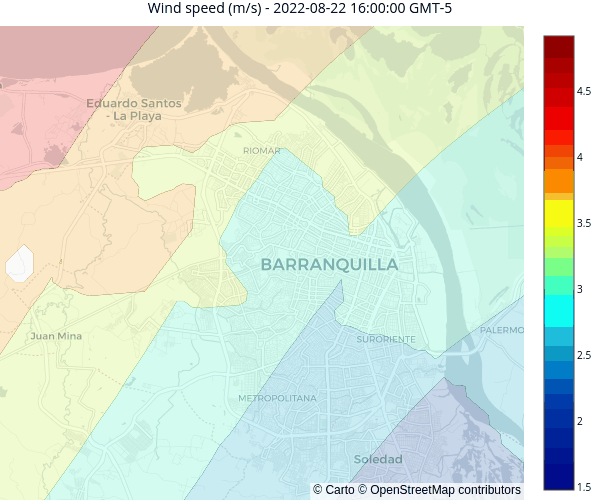 Wind speed (m/s) - 2022-08-22 16:00:00 GMT-5
Eduardo Santos
- La Playa
RIOMAR
BARRANQUILLA
Juan Mina
SURORIENTE
PALERMO
METROPOLITANA
Soledad
© Carto © OpenStreetMap contributors
4.5
4
3.5
3
2.5
2
1.5